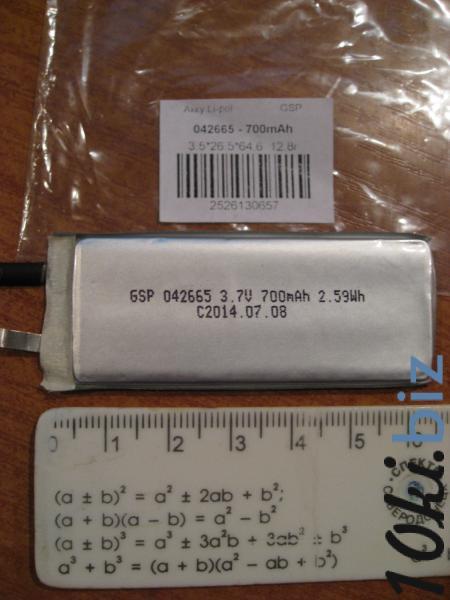 Акку Li-pol GSP
042665 - 700mAh
3.5*26.5*64.6 12.8г
2526130657
GSP 042665 3.7V 700mAh 2.59Wh
C2014.07.08
0 1 2 3 4 5
(a ± b)² = a² ± 2ab + b²;
(a + b)(a − b) = a² − b²
(a ± b)³ = a³ ± 3a²b + 3ab² ± b³
a³ + b³ = (a + b)(a² − ab + b²)
10ki.biz